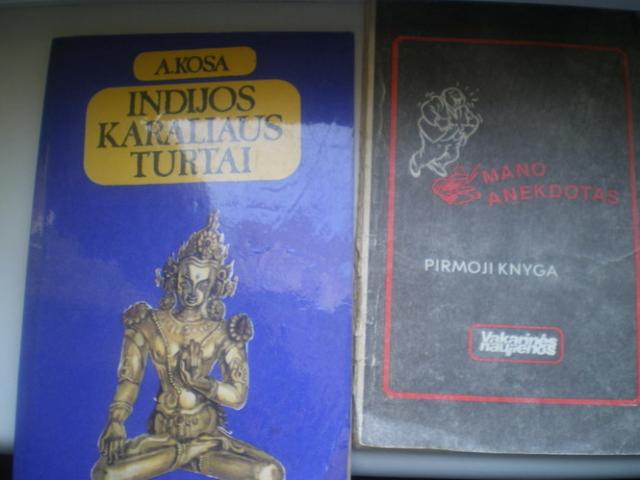 A.KOSA
INDIJOS
KARALIAUS
TURTAI
MANO
ANEKDOTAS
PIRMOJI KNYGA
Vakarinės
naujienos